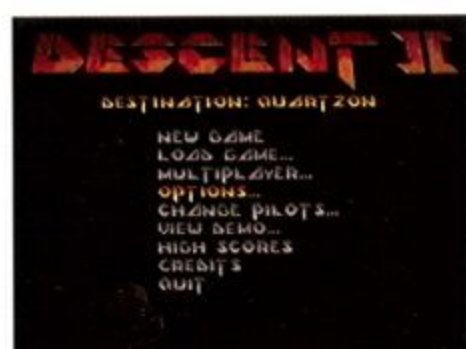 DESCENT II
DESTINATION: QUARTZON
NEW GAME
LOAD GAME...
MULTIPLAYER...
OPTIONS...
CHANGE PILOTS...
VIEW DEMO...
HIGH SCORES
CREDITS
QUIT